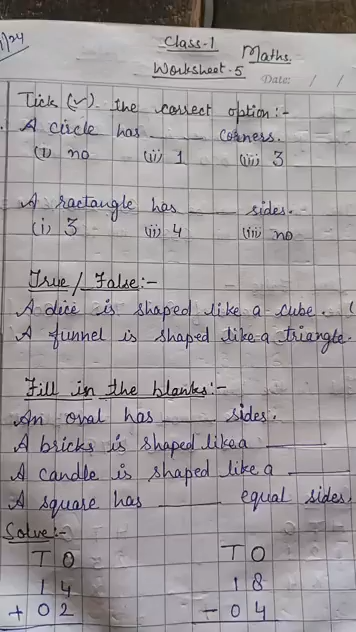 1/24
Class-1 Maths.
Worksheet-5
Date: / /
Tick (✓) the correct option:-
A circle has ____ corners.
(i) no (ii) 1 (iii) 3
A ractangle has ____ sides.
(i) 3 (ii) 4 (iii) no
True/False:-
A dice is shaped like a cube. (
A funnel is shaped like a triangle.
Fill in the blanks:-
An oval has ____ sides.
A bricks is shaped like a ____
A candle is shaped like a ____
A square has ____ equal sides.
Solve:-
T O T O
1 4 1 8
+ 0 2 - 0 4